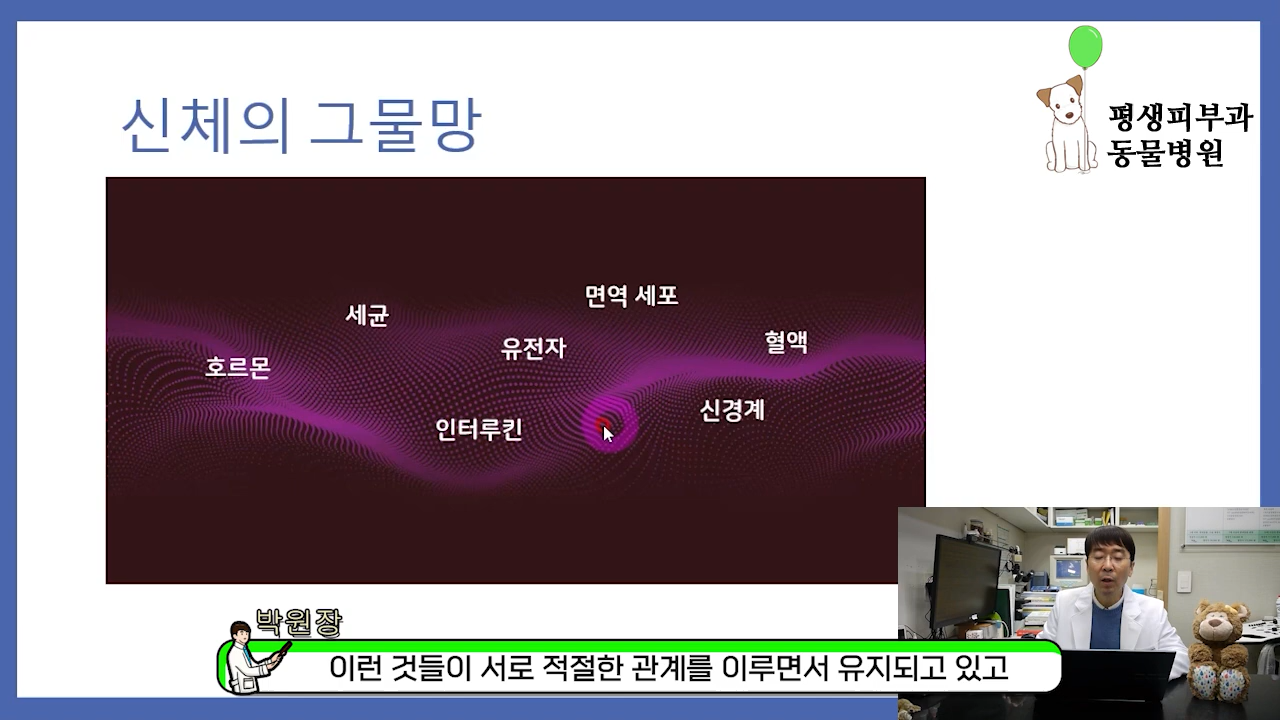 신체의 그물망
평생피부과
동물병원
면역 세포
세균
혈액
유전자
호르몬
신경계
인터루킨
박원장
이런 것들이 서로 적절한 관계를 이루면서 유지되고 있고